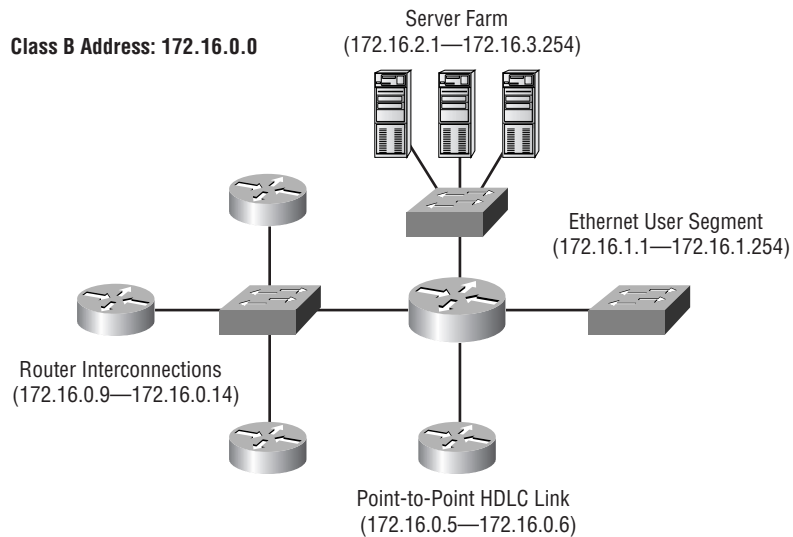 Class B Address: 172.16.0.0
Server Farm
(172.16.2.1—172.16.3.254)
Ethernet User Segment
(172.16.1.1—172.16.1.254)
Router Interconnections
(172.16.0.9—172.16.0.14)
Point-to-Point HDLC Link
(172.16.0.5—172.16.0.6)